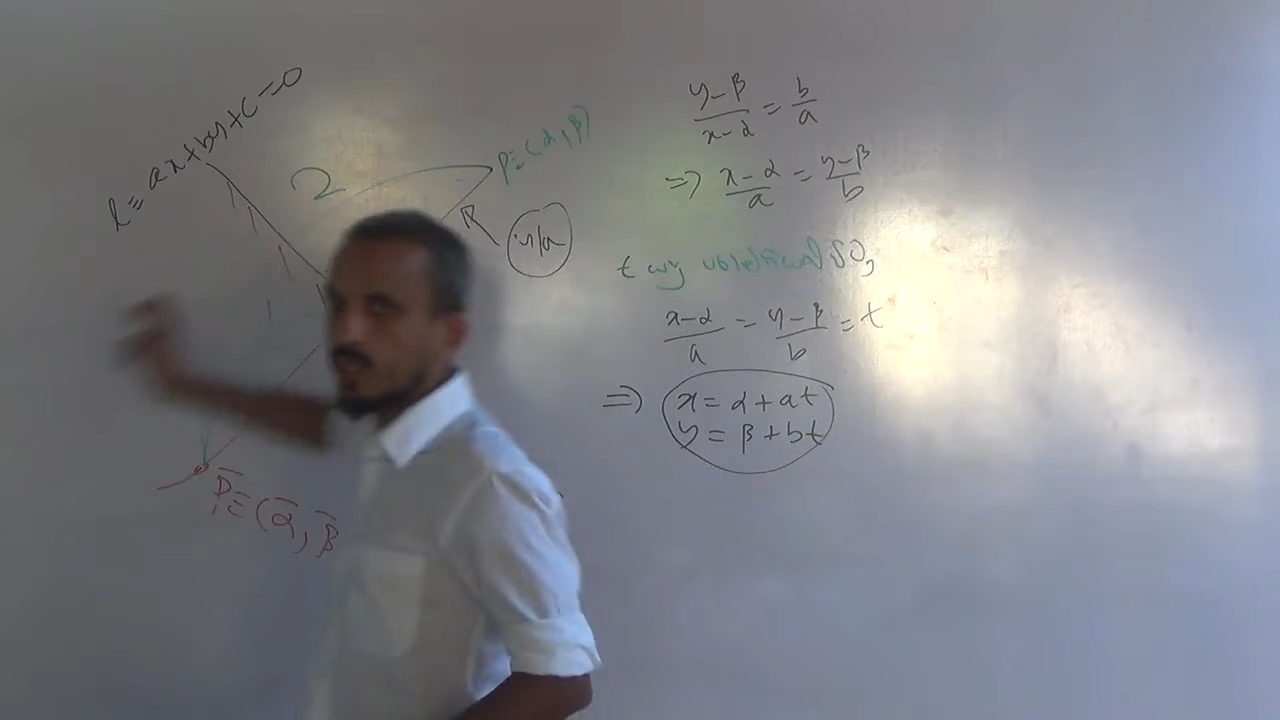 l ≡ ax+by+c=0
P≡(α,β)
P̄≡(ᾱ,β̄
y-β/x-α = b/a
⇒ x-α/a = y-β/b
t
x-α/a = y-β/b = t
⇒ x = α+at
y = β+bt